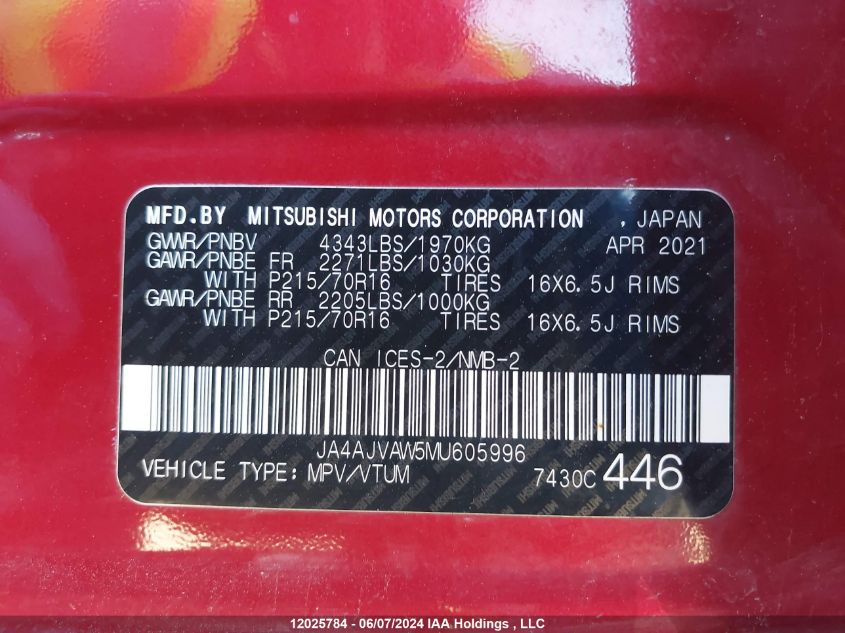 MFD.BY MITSUBISHI MOTORS CORPORATION , JAPAN
GVWR/PNBV 4343LBS/1970KG APR 2021
GAWR/PNBE FR 2271LBS/1030KG
WITH P215/70R16 TIRES 16X6.5J RIMS
GAWR/PNBE RR 2205LBS/1000KG
WITH P215/70R16 TIRES 16X6.5J RIMS
CAN ICES-2/NMB-2
JA4AJVAW5MU605996
VEHICLE TYPE: MPV/VTUM 7430C 446
12025784 - 06/07/2024 IAA Holdings , LLC